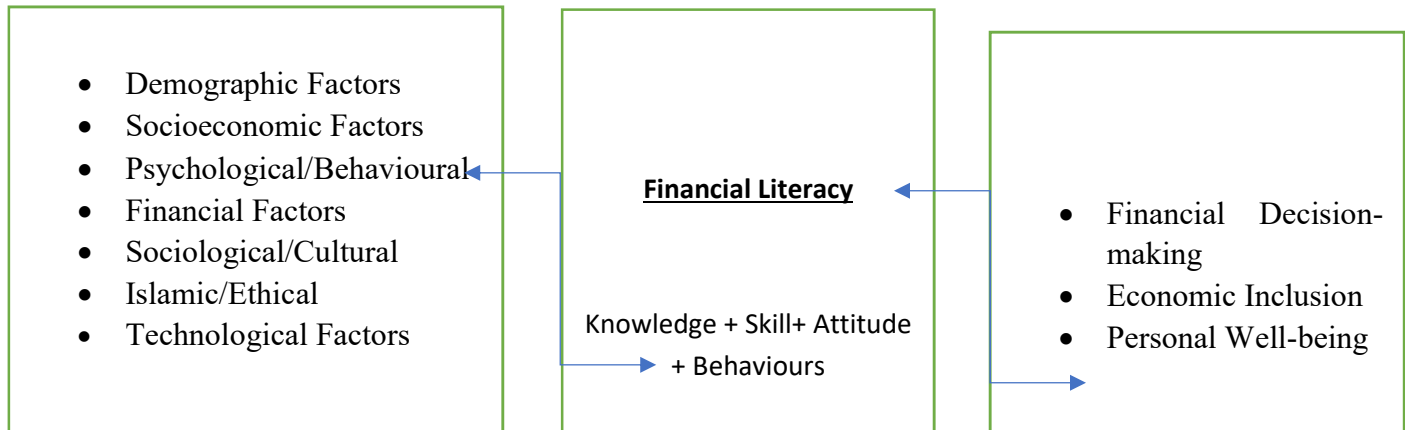 • Demographic Factors
• Socioeconomic Factors
• Psychological/Behavioural
• Financial Factors
• Sociological/Cultural
• Islamic/Ethical
• Technological Factors
Financial Literacy
Knowledge + Skill+ Attitude
+ Behaviours
• Financial Decision-
making
• Economic Inclusion
• Personal Well-being